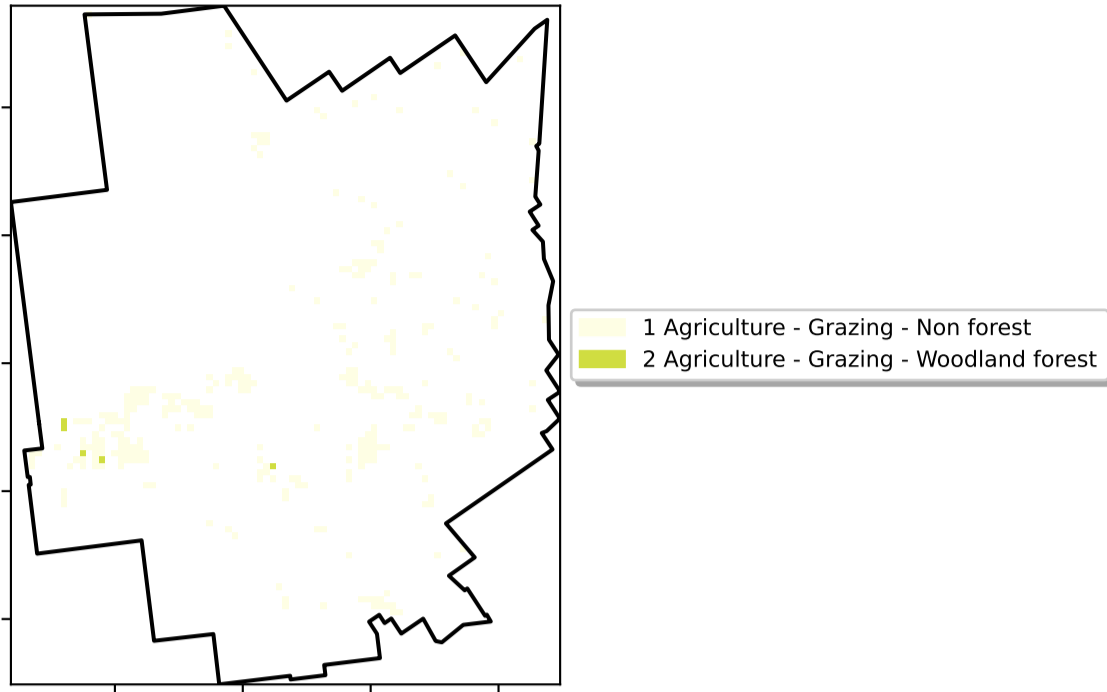 1 Agriculture - Grazing - Non forest
2 Agriculture - Grazing - Woodland forest